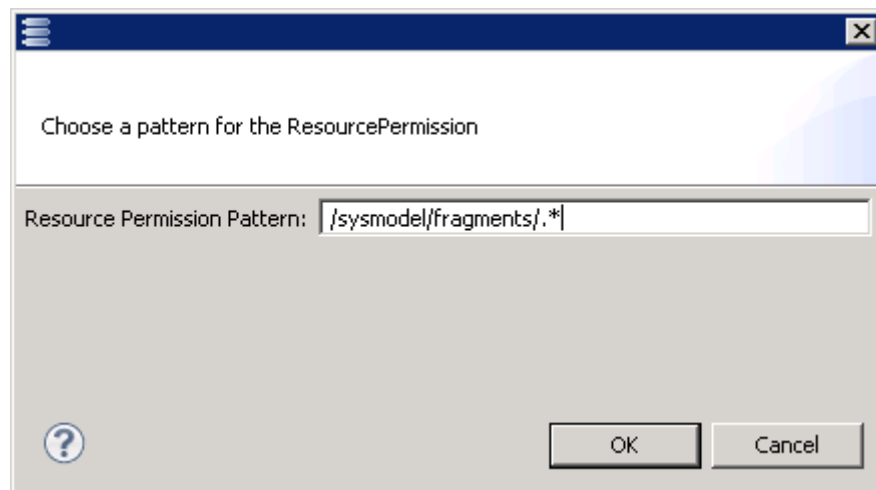 Choose a pattern for the ResourcePermission
Resource Permission Pattern: /sysmodel/fragments/.*
?
OK Cancel